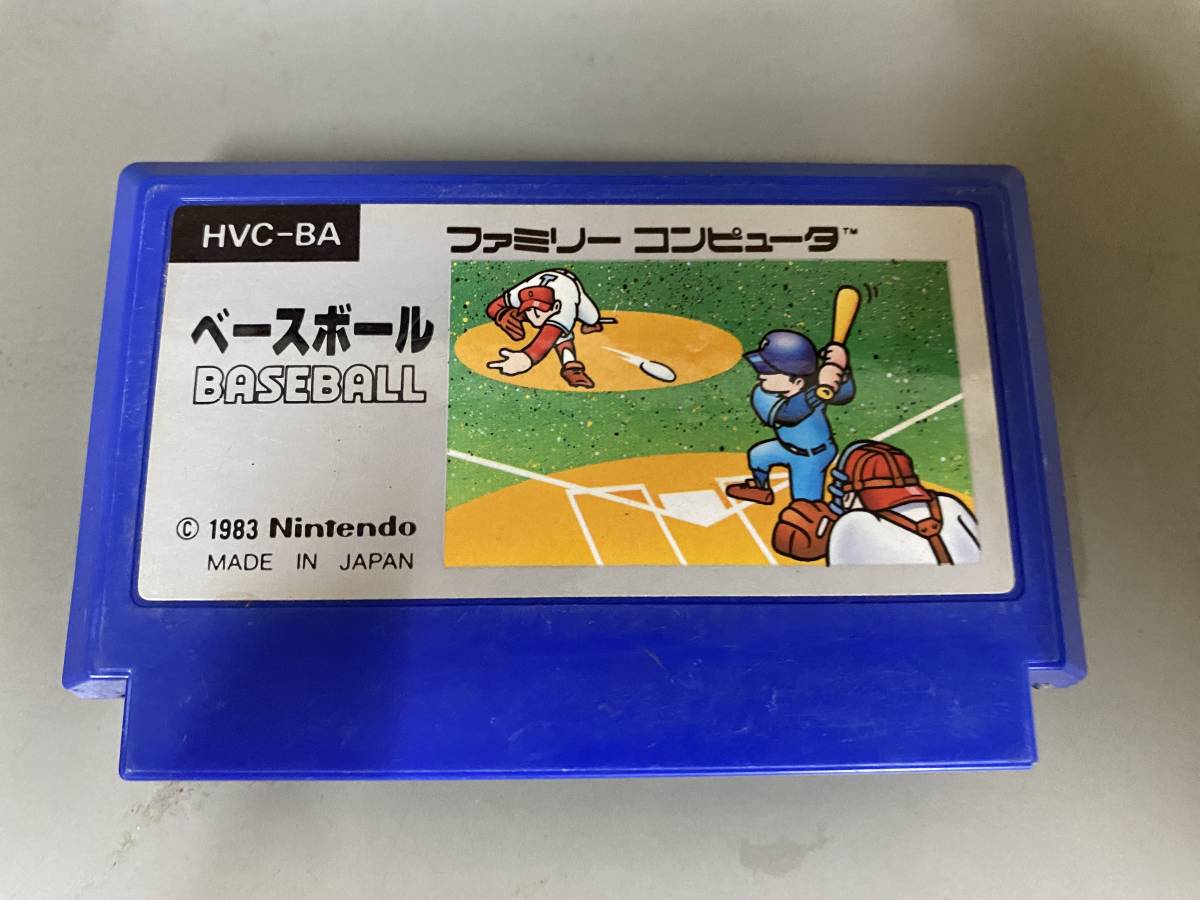 HVC-BA
ファミリー コンピュータ™
ベースボール
BASEBALL
© 1983 Nintendo
MADE IN JAPAN